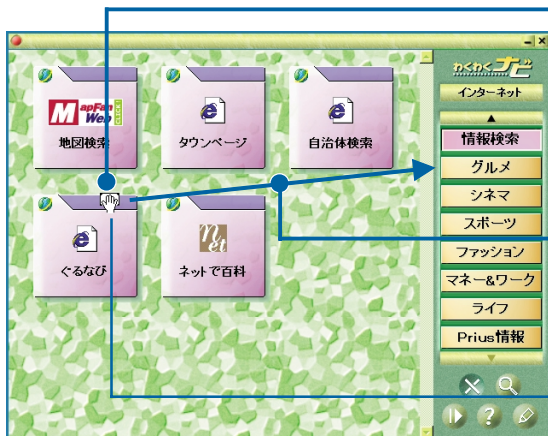 MapFan
Web
地図検索
タウンページ
自治体検索
ぐるなび
net
ネットで百科
わくわくナビ
インターネット
情報検索
グルメ
シネマ
スポーツ
ファッション
マネー&ワーク
ライフ
Prius情報